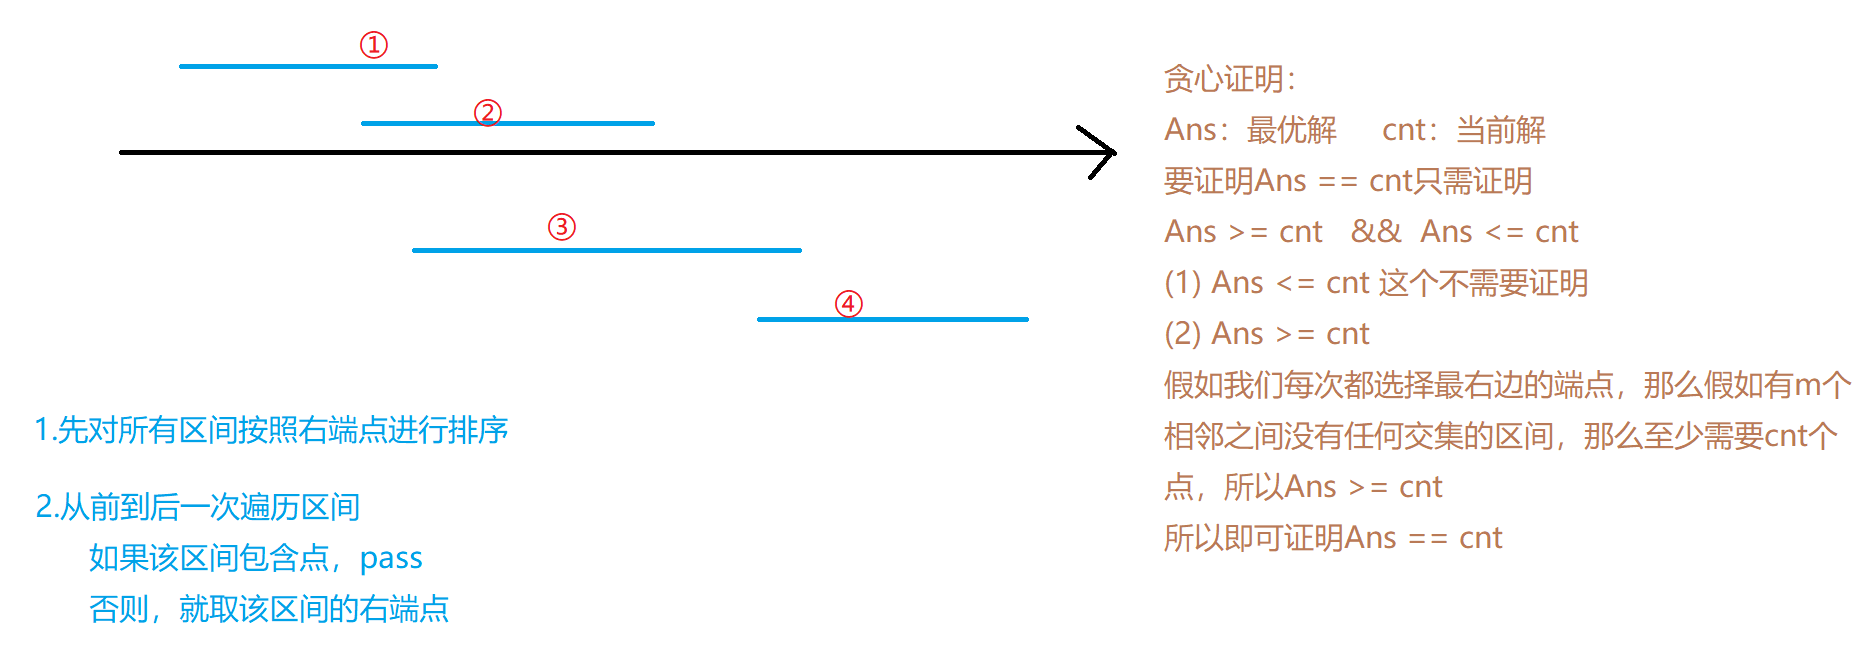 ①
②
③
④
1.先对所有区间按照右端点进行排序
2.从前到后一次遍历区间
如果该区间包含点，pass
否则，就取该区间的右端点
贪心证明：
Ans：最优解 cnt：当前解
要证明Ans == cnt只需证明
Ans >= cnt && Ans <= cnt
(1) Ans <= cnt 这个不需要证明
(2) Ans >= cnt
假如我们每次都选择最右边的端点，那么假如有m个
相邻之间没有任何交集的区间，那么至少需要cnt个
点，所以Ans >= cnt
所以即可证明Ans == cnt